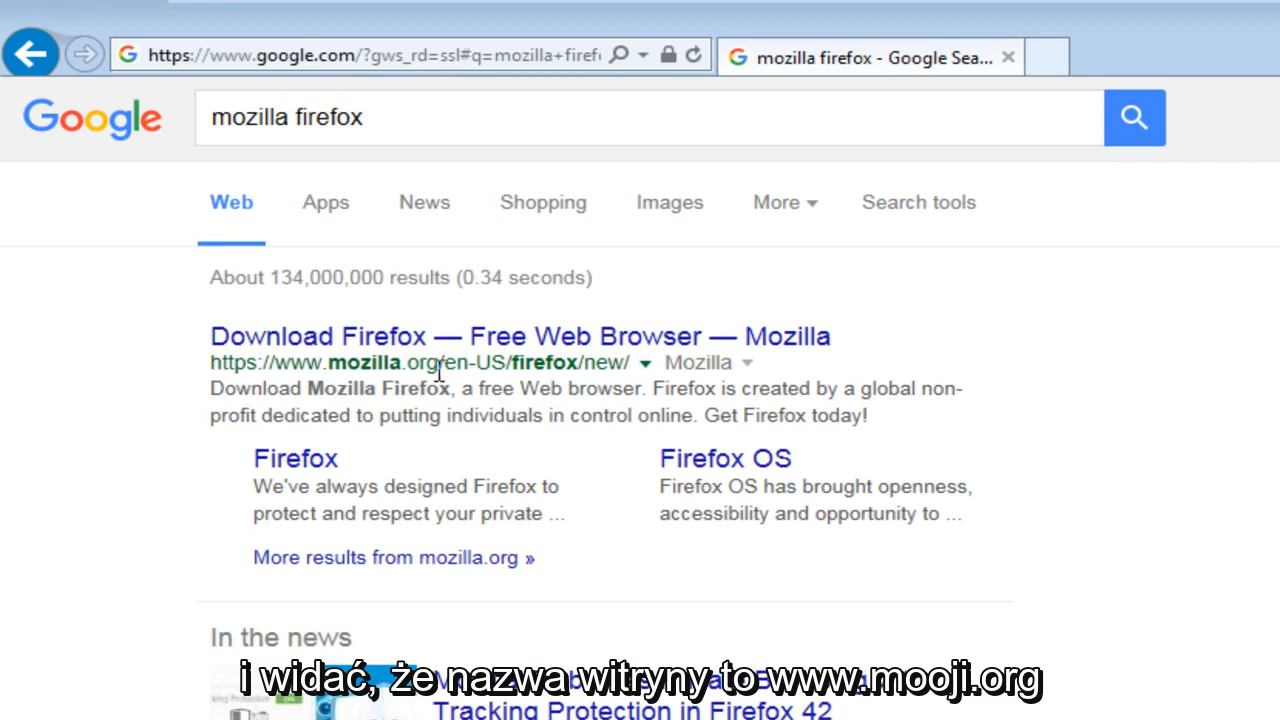 https://www.google.com/?gws_rd=ssl#q=mozilla+firef
mozilla firefox - Google Sea...
Google
mozilla firefox
Web Apps News Shopping Images More Search tools
About 134,000,000 results (0.34 seconds)
Download Firefox — Free Web Browser — Mozilla
https://www.mozilla.org/en-US/firefox/new/ Mozilla
Download Mozilla Firefox, a free Web browser. Firefox is created by a global non-
profit dedicated to putting individuals in control online. Get Firefox today!
Firefox
We've always designed Firefox to
protect and respect your private ...
Firefox OS
Firefox OS has brought openness,
accessibility and opportunity to ...
More results from mozilla.org »
In the news
i widać, że nazwa witryny to www.mooji.org
Tracking Protection in Firefox 42